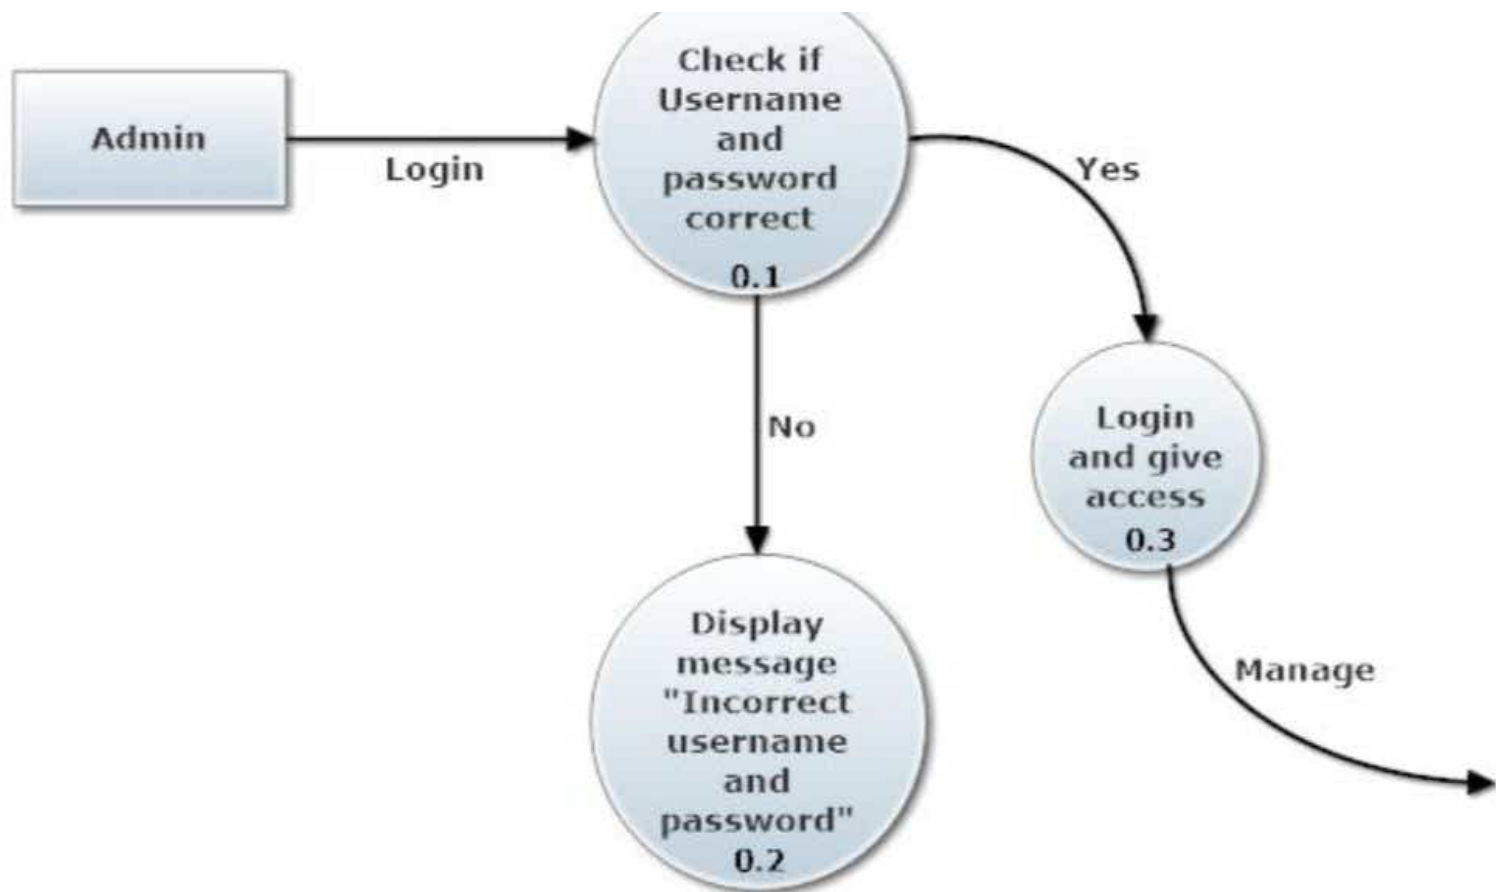 Check if
Username
and
password
correct
0.1
Admin
Login
Yes
No
Login
and give
access
0.3
Display
message
"Incorrect
username
and
password"
0.2
Manage